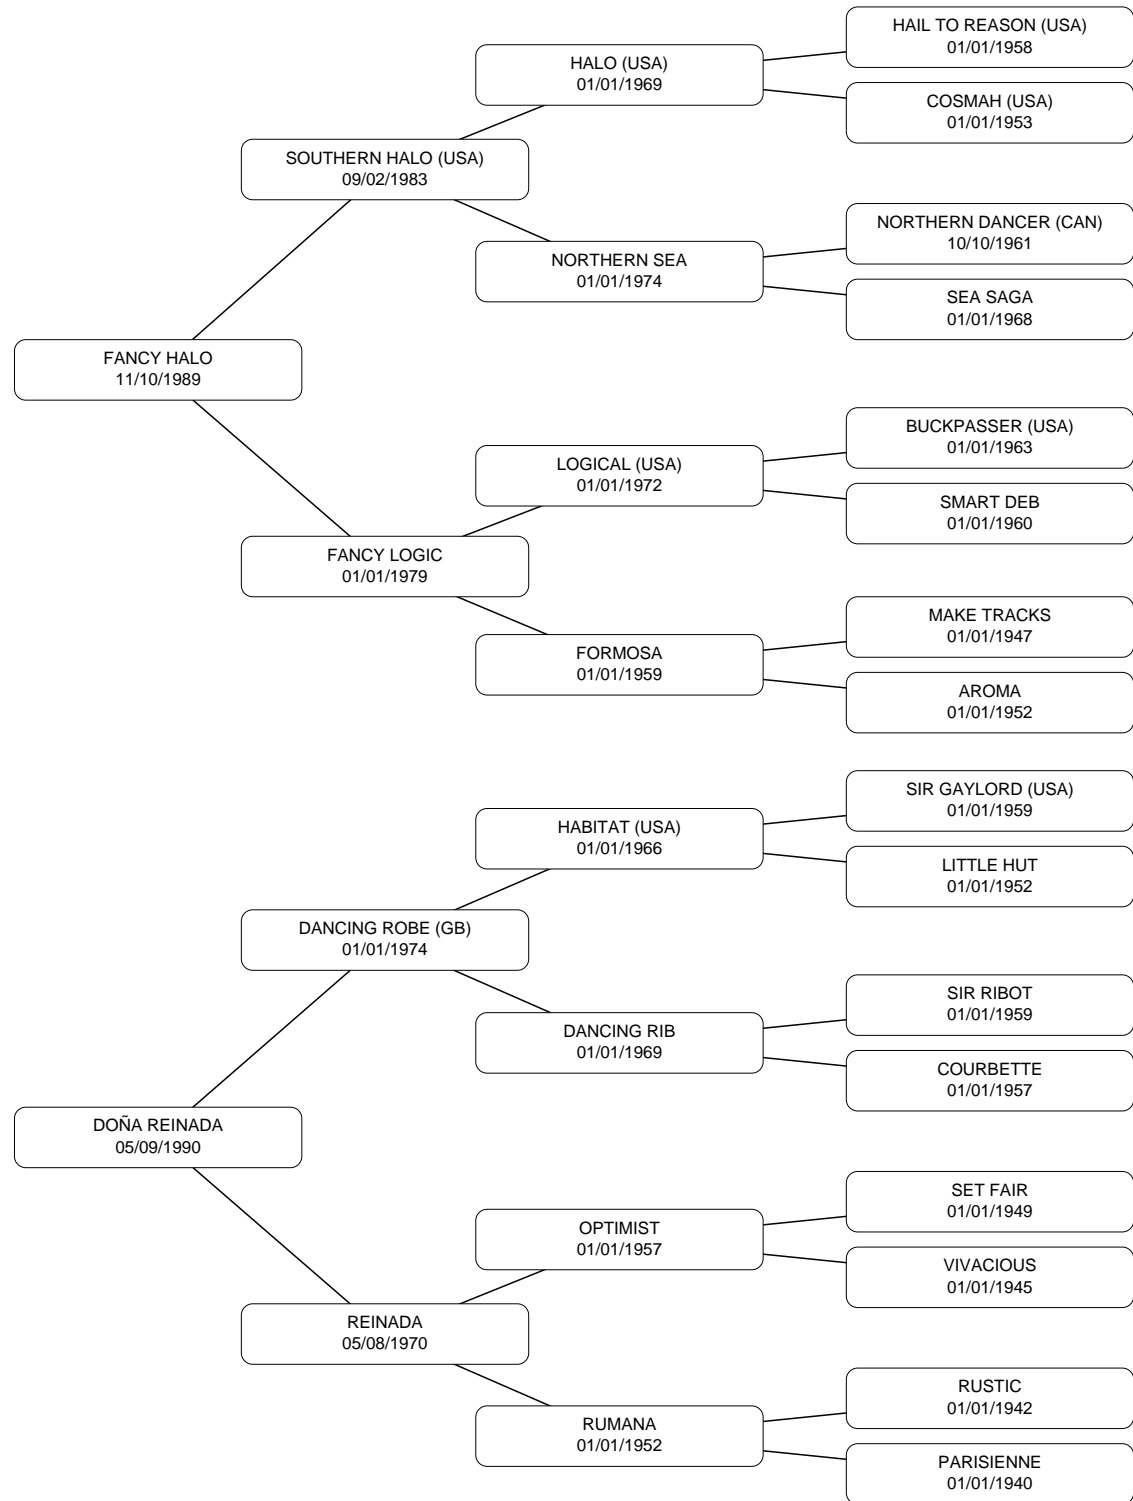 HAIL TO REASON (USA)
01/01/1958
HALO (USA)
01/01/1969
COSMAH (USA)
01/01/1953
SOUTHERN HALO (USA)
09/02/1983
NORTHERN DANCER (CAN)
10/10/1961
NORTHERN SEA
01/01/1974
SEA SAGA
01/01/1968
FANCY HALO
11/10/1989
BUCKPASSER (USA)
01/01/1963
LOGICAL (USA)
01/01/1972
SMART DEB
01/01/1960
FANCY LOGIC
01/01/1979
MAKE TRACKS
01/01/1947
FORMOSA
01/01/1959
AROMA
01/01/1952
SIR GAYLORD (USA)
01/01/1959
HABITAT (USA)
01/01/1966
LITTLE HUT
01/01/1952
DANCING ROBE (GB)
01/01/1974
SIR RIBOT
01/01/1959
DANCING RIB
01/01/1969
COURBETTE
01/01/1957
DOÑA REINADA
05/09/1990
SET FAIR
01/01/1949
OPTIMIST
01/01/1957
VIVACIOUS
01/01/1945
REINADA
05/08/1970
RUSTIC
01/01/1942
RUMANA
01/01/1952
PARISIENNE
01/01/1940